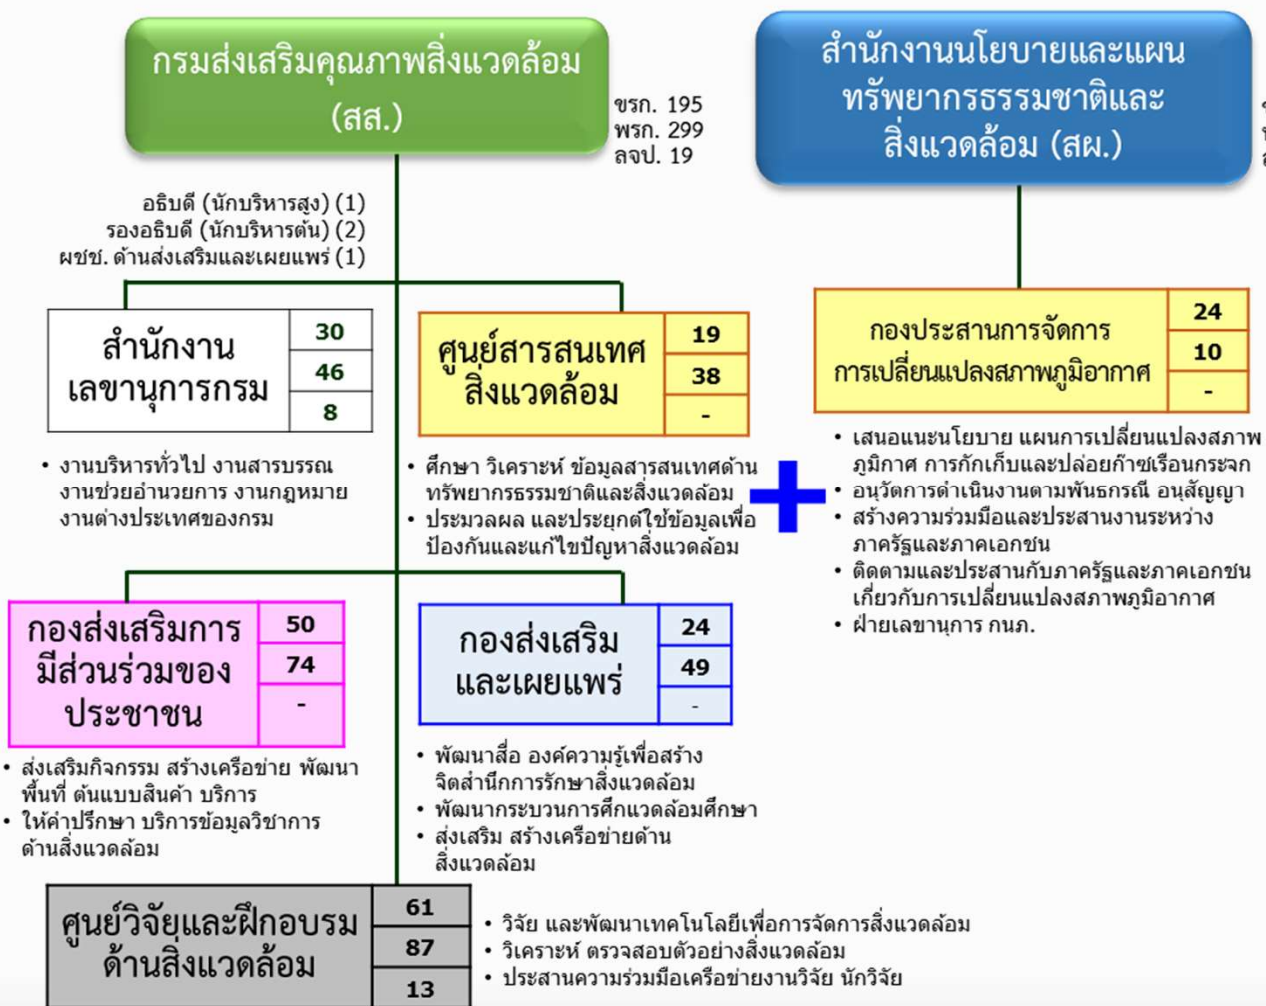 กรมส่งเสริมคุณภาพสิ่งแวดล้อม
(สส.)
ขรก. 195
พรก. 299
ลจป. 19
สำนักงานนโยบายและแผน
ทรัพยากรธรรมชาติและ
สิ่งแวดล้อม (สผ.)
อธิบดี (นักบริหารสูง) (1)
รองอธิบดี (นักบริหารต้น) (2)
ผชช. ด้านส่งเสริมและเผยแพร่ (1)
สำนักงาน
เลขานุการกรม
30
46
8
ศูนย์สารสนเทศ
สิ่งแวดล้อม
19
38
-
กองประสานการจัดการ
การเปลี่ยนแปลงสภาพภูมิอากาศ
24
10
-
• งานบริหารทั่วไป งานสารบรรณ
งานช่วยอำนวยการ งานกฎหมาย
งานต่างประเทศของกรม
• ศึกษา วิเคราะห์ ข้อมูลสารสนเทศด้าน
ทรัพยากรธรรมชาติและสิ่งแวดล้อม
• ประมวลผล และประยุกต์ใช้ข้อมูลเพื่อ
ป้องกันและแก้ไขปัญหาสิ่งแวดล้อม
• เสนอแนะนโยบาย แผนการเปลี่ยนแปลงสภาพ
ภูมิกาศ การกักเก็บและปล่อยก๊าซเรือนกระจก
• อนุวัตการดำเนินงานตามพันธกรณี อนุสัญญา
• สร้างความร่วมมือและประสานงานระหว่าง
ภาครัฐและภาคเอกชน
• ติดตามและประสานกับภาครัฐและภาคเอกชน
เกี่ยวกับการเปลี่ยนแปลงสภาพภูมิอากาศ
• ฝ่ายเลขานุการ กนภ.
กองส่งเสริมการ
มีส่วนร่วมของ
ประชาชน
50
74
-
กองส่งเสริม
และเผยแพร่
24
49
-
• ส่งเสริมกิจกรรม สร้างเครือข่าย พัฒนา
พื้นที่ ต้นแบบสินค้า บริการ
• ให้คำปรึกษา บริการข้อมูลวิชาการ
ด้านสิ่งแวดล้อม
• พัฒนาสื่อ องค์ความรู้เพื่อสร้าง
จิตสำนึกการรักษาสิ่งแวดล้อม
• พัฒนากระบวนการศึกแวดล้อมศึกษา
• ส่งเสริม สร้างเครือข่ายด้าน
สิ่งแวดล้อม
ศูนย์วิจัยและฝึกอบรม
ด้านสิ่งแวดล้อม
61
87
13
• วิจัย และพัฒนาเทคโนโลยีเพื่อการจัดการสิ่งแวดล้อม
• วิเคราะห์ ตรวจสอบตัวอย่างสิ่งแวดล้อม
• ประสานความร่วมมือเครือข่ายงานวิจัย นักวิจัย